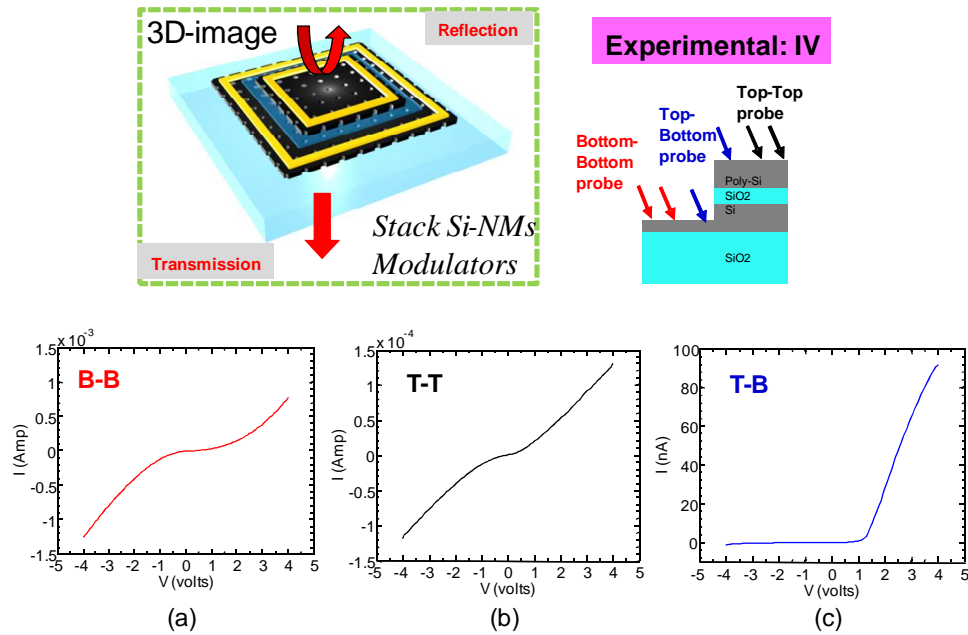 3D-image
Reflection
Stack Si-NMs
Modulators
Transmission
Experimental: IV
Top-Top
probe
Top-
Bottom
probe
Bottom-
Bottom
probe
Poly-Si
SiO2
Si
SiO2
x 10⁻³
1.5
1
0.5
0
-0.5
-1
-1.5
I (Amp)
B-B
-5 -4 -3 -2 -1 0 1 2 3 4 5
V (volts)
(a)
x 10⁻⁴
1.5
1
0.5
0
-0.5
-1
-1.5
I (Amp)
T-T
-5 -4 -3 -2 -1 0 1 2 3 4 5
V (volts)
(b)
100
80
60
40
20
0
I (nA)
T-B
-5 -4 -3 -2 -1 0 1 2 3 4 5
V (volts)
(c)